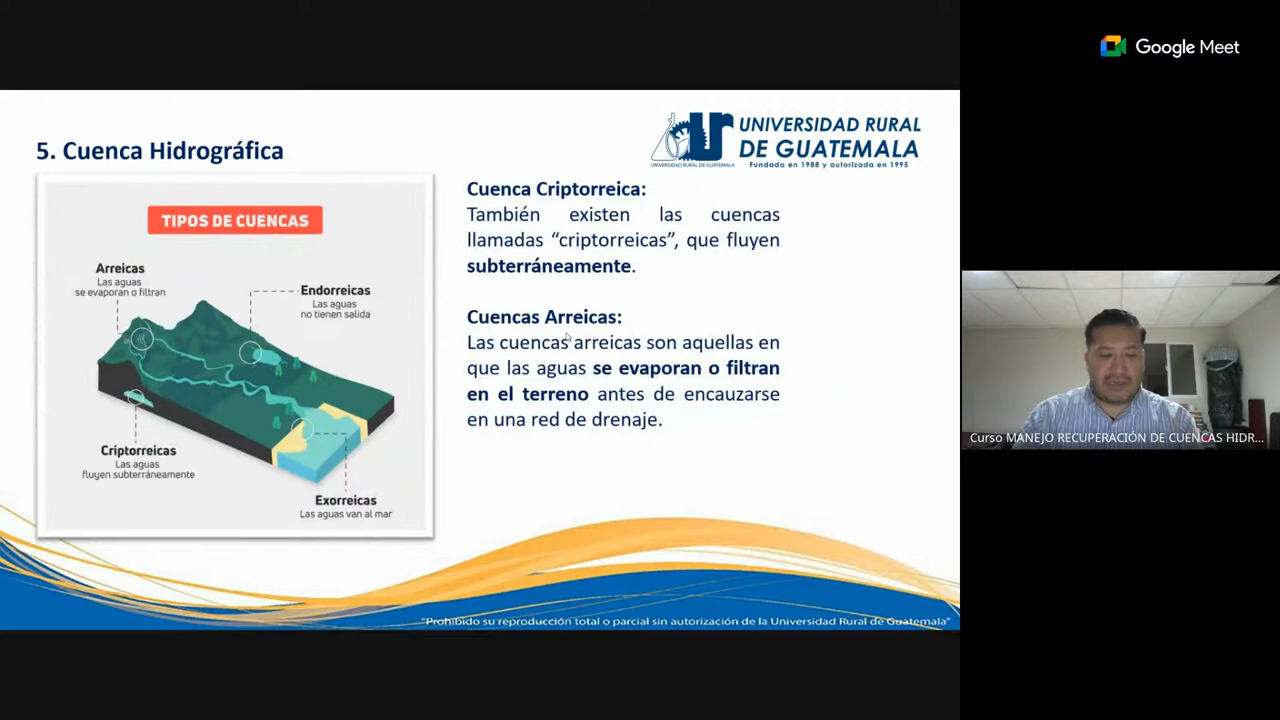 Google Meet
UNIVERSIDAD RURAL
DE GUATEMALA
Fundada en 1988 y autorizada en 1995
UNIVERSIDAD RURAL DE GUATEMALA
5. Cuenca Hidrográfica
TIPOS DE CUENCAS
Arreicas
Las aguas
se evaporan o filtran
Endorreicas
Las aguas
no tienen salida
Criptorreicas
Las aguas
fluyen subterráneamente
Exorreicas
Las aguas van al mar
Cuenca Criptorreica:
También existen las cuencas
llamadas “criptorreicas”, que fluyen
subterráneamente.
Cuencas Arreicas:
Las cuencas arreicas son aquellas en
que las aguas se evaporan o filtran
en el terreno antes de encauzarse
en una red de drenaje.
Curso MANEJO RECUPERACIÓN DE CUENCAS HIDR...
"Prohibido su reproducción total o parcial sin autorización de la Universidad Rural de Guatemala"